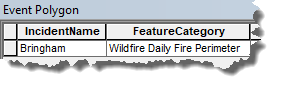 Event Polygon
IncidentName FeatureCategory
Bringham Wildfire Daily Fire Perimeter